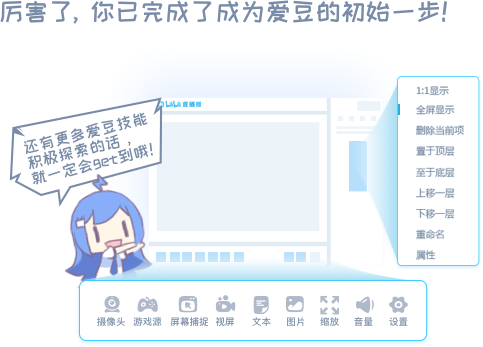 厉害了，你已完成了成为爱豆的初始一步！
还有更多爱豆技能
积极探索的话，
就一定会get到哦！
1:1显示
全屏显示
删除当前项
置于顶层
至于底层
上移一层
下移一层
重命名
属性
摄像头 游戏源 屏幕捕捉 视屏 文本 图片 缩放 音量 设置